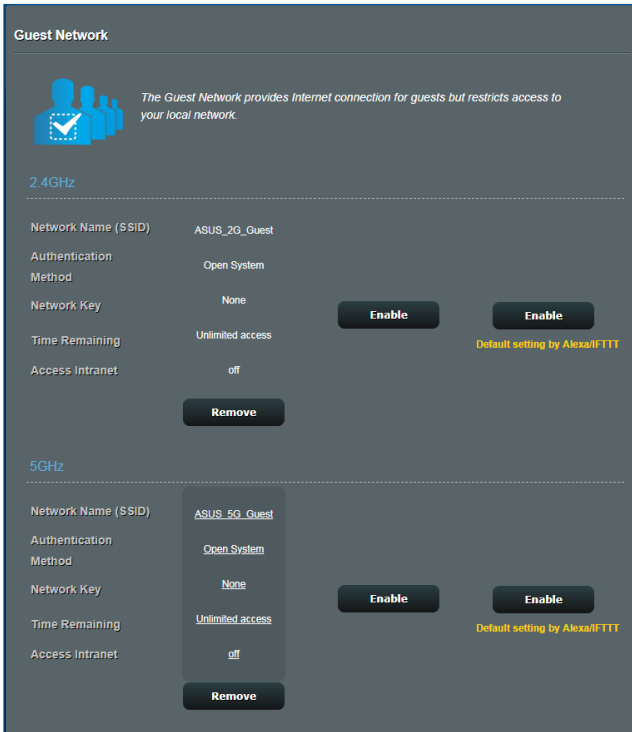 Guest Network
The Guest Network provides Internet connection for guests but restricts access to
your local network.
2.4GHz
Network Name (SSID)
ASUS_2G_Guest
Authentication
Method
Open System
Network Key
None
Enable
Enable
Time Remaining
Unlimited access
Default setting by Alexa/IFTTT
Access Intranet
off
Remove
5GHz
Network Name (SSID)
ASUS_5G_Guest
Authentication
Method
Open System
Network Key
None
Enable
Enable
Time Remaining
Unlimited access
Default setting by Alexa/IFTTT
Access Intranet
off
Remove